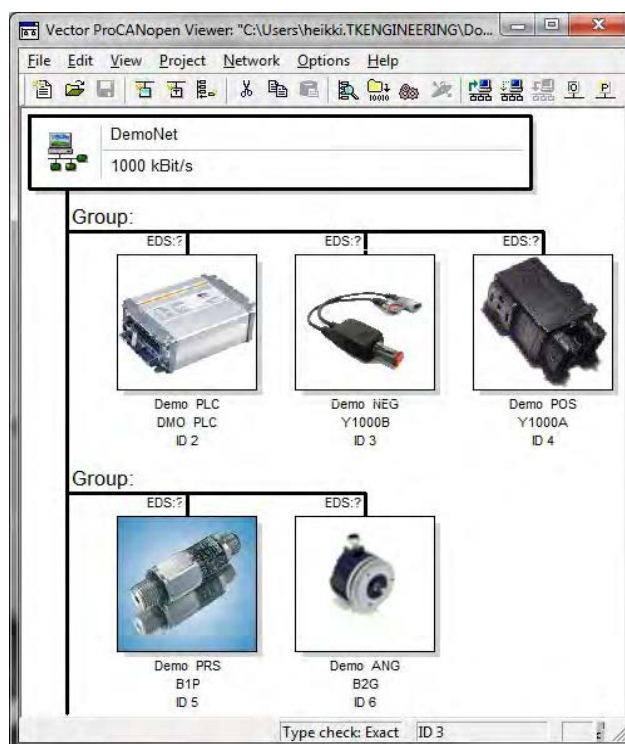 Vector ProCANopen Viewer: "C:\Users\heikki.TKENGINEERING\Do...
File Edit View Project Network Options Help
DemoNet
1000 kBit/s
Group:
EDS:? EDS:? EDS:?
Demo PLC Demo NEG Demo POS
DMO PLC Y1000B Y1000A
ID 2 ID 3 ID 4
Group:
EDS:? EDS:?
Demo PRS Demo ANG
B1P B2G
ID 5 ID 6
Type check: Exact ID 3